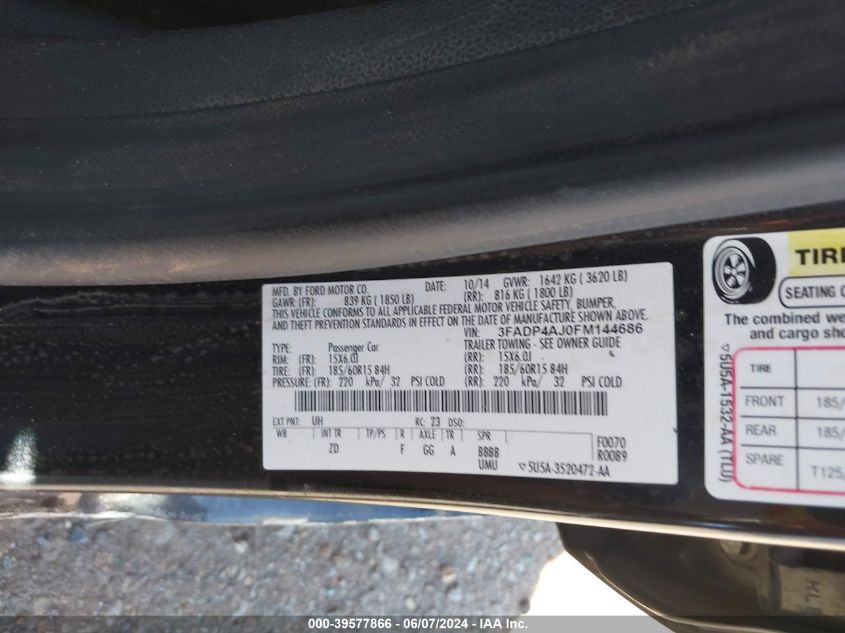 MFD. BY FORD MOTOR CO. DATE: 10/14 GVWR: 1642 KG ( 3620 LB)
GAWR: (FR): 839 KG ( 1850 LB) (RR): 816 KG ( 1800 LB)
THIS VEHICLE CONFORMS TO ALL APPLICABLE FEDERAL MOTOR VEHICLE SAFETY, BUMPER,
AND THEFT PREVENTION STANDARDS IN EFFECT ON THE DATE OF MANUFACTURE SHOWN ABOVE.
VIN: 3FADP4AJ0FM144686
TYPE: Passenger Car TRAILER TOWING - SEE OWNER GUIDE
RIM: (FR): 15X6.0J (RR): 15X6.0J
TIRE: (FR): 185/60R15 84H (RR): 185/60R15 84H
PRESSURE: (FR): 220 kPa/ 32 PSI COLD (RR): 220 kPa/ 32 PSI COLD
EXT PNT: UH RC: 23 DSO:
WB INT TR TP/PS R AXLE TR SPR F0070
ZD F GG A BBBB R0089
UMU ▽5U5A-3520472-AA
TIRE
SEATING
The combined
and cargo
▽5U5A-1532-AA (TLU)
TIRE
FRONT 185/
REAR 185/
SPARE T125/
000-39577866 - 06/07/2024 - IAA Inc.